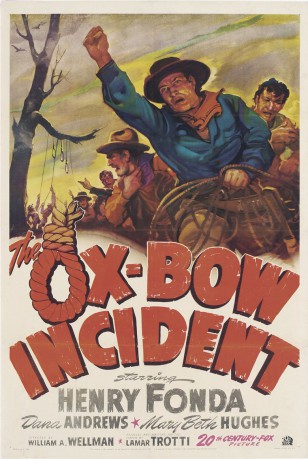 The
OX-BOW
INCIDENT
starring
HENRY FONDA
Dana ANDREWS ★ Mary Beth HUGHES
WILLIAM A. WELLMAN LAMAR TROTTI 20th CENTURY-FOX PICTURE